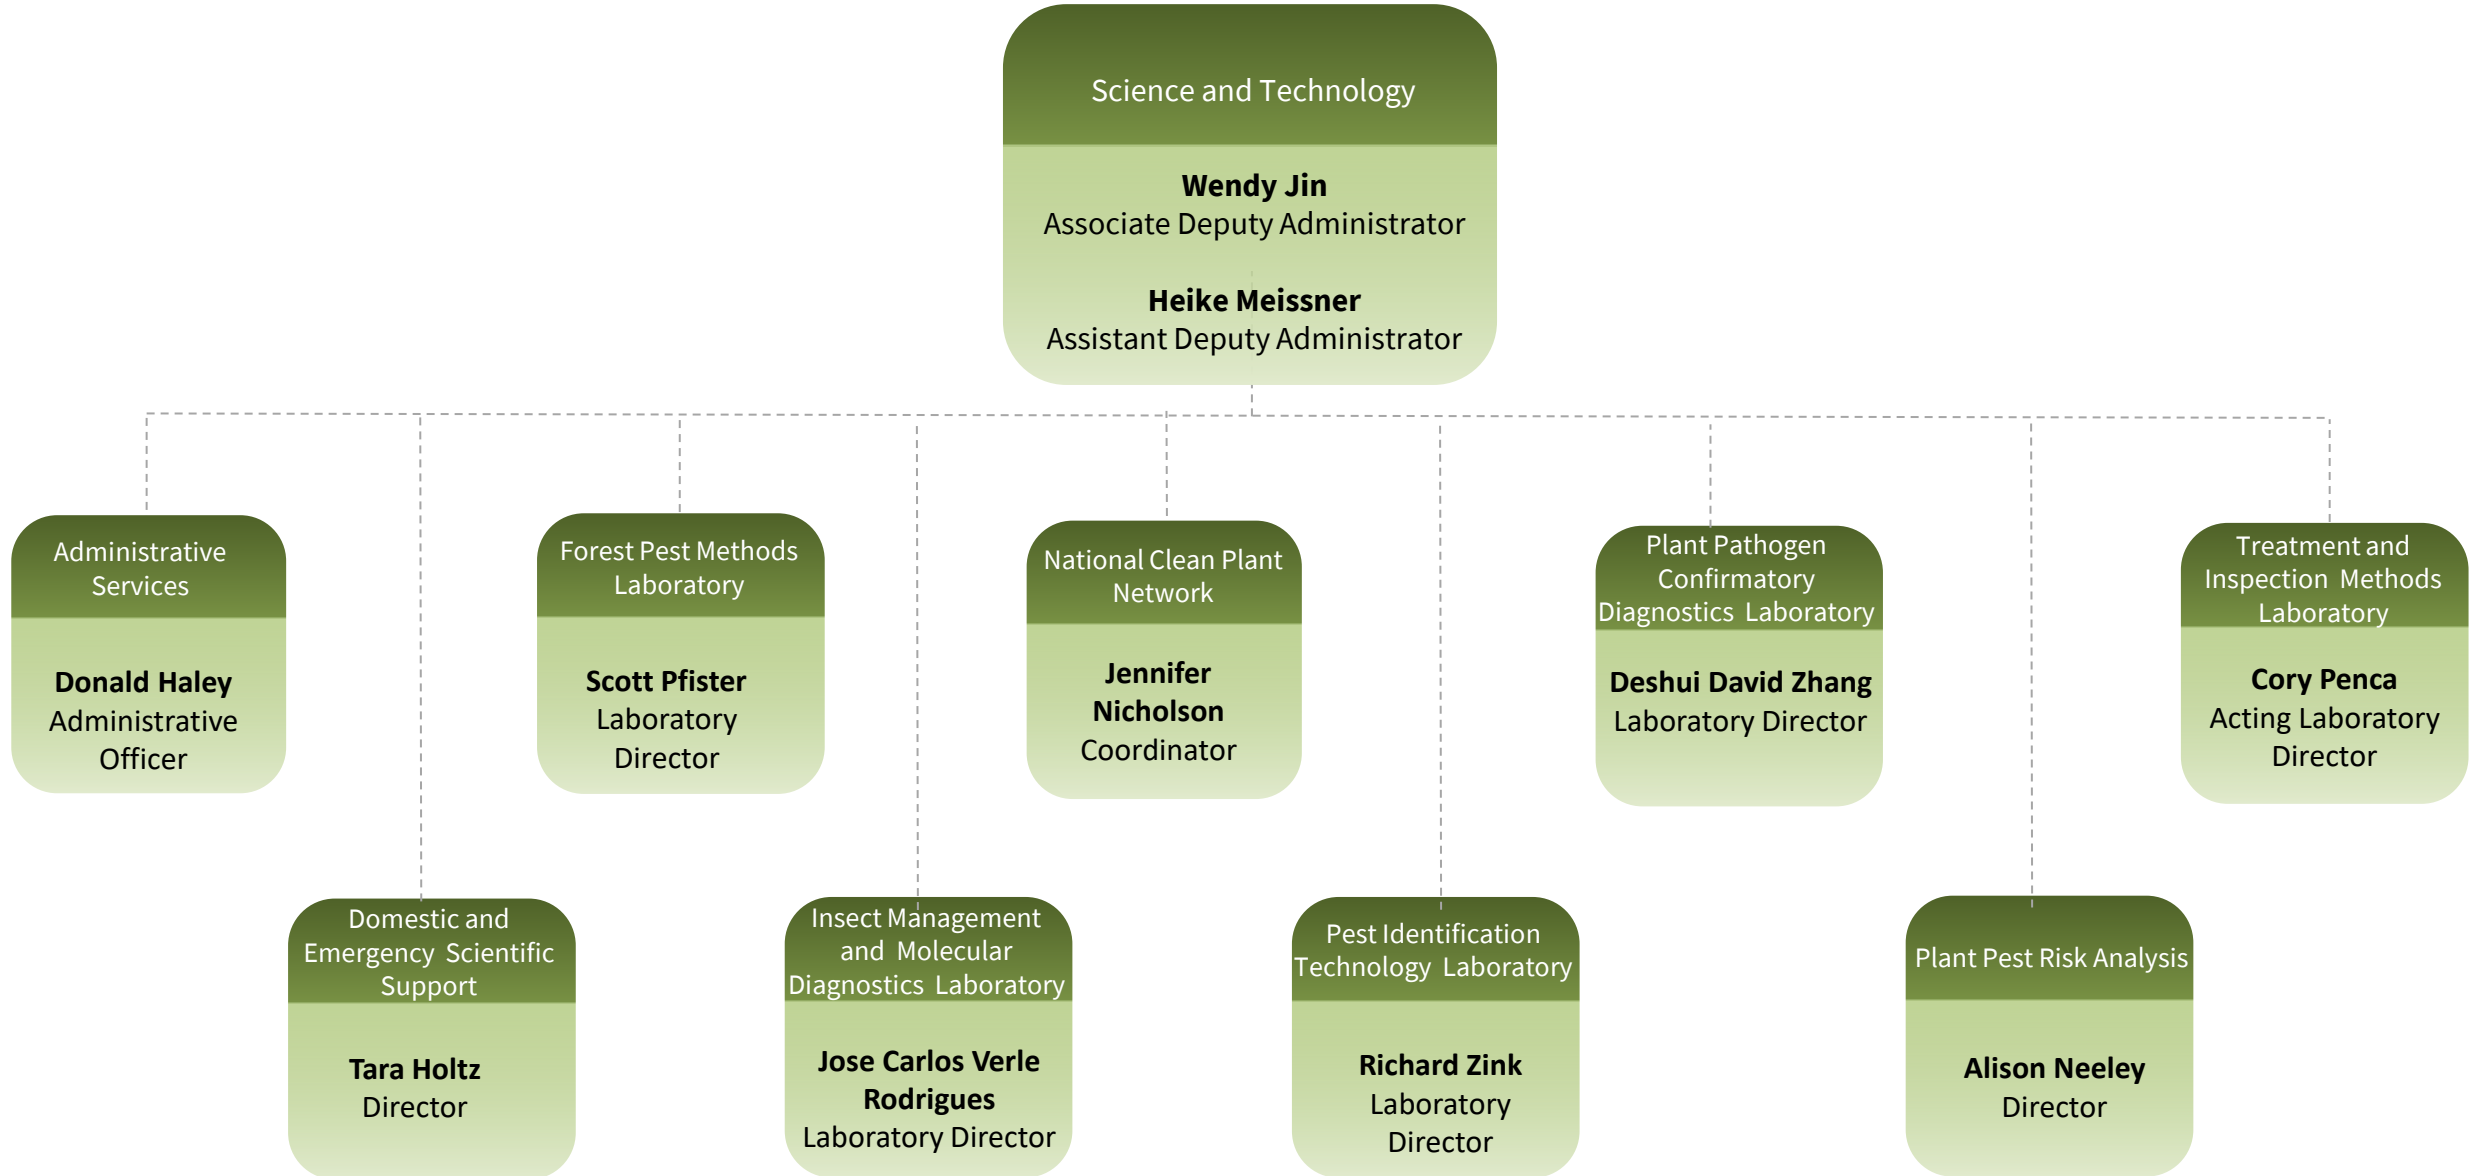 Science and Technology
Wendy Jin
Associate Deputy Administrator
Heike Meissner
Assistant Deputy Administrator
Administrative
Services
Donald Haley
Administrative
Officer
Forest Pest Methods
Laboratory
Scott Pfister
Laboratory
Director
National Clean Plant
Network
Jennifer
Nicholson
Coordinator
Plant Pathogen
Confirmatory
Diagnostics Laboratory
Deshui David Zhang
Laboratory Director
Treatment and
Inspection Methods
Laboratory
Cory Penca
Acting Laboratory
Director
Domestic and
Emergency Scientific
Support
Tara Holtz
Director
Insect Management
and Molecular
Diagnostics Laboratory
Jose Carlos Verle
Rodrigues
Laboratory Director
Pest Identification
Technology Laboratory
Richard Zink
Laboratory
Director
Plant Pest Risk Analysis
Alison Neeley
Director